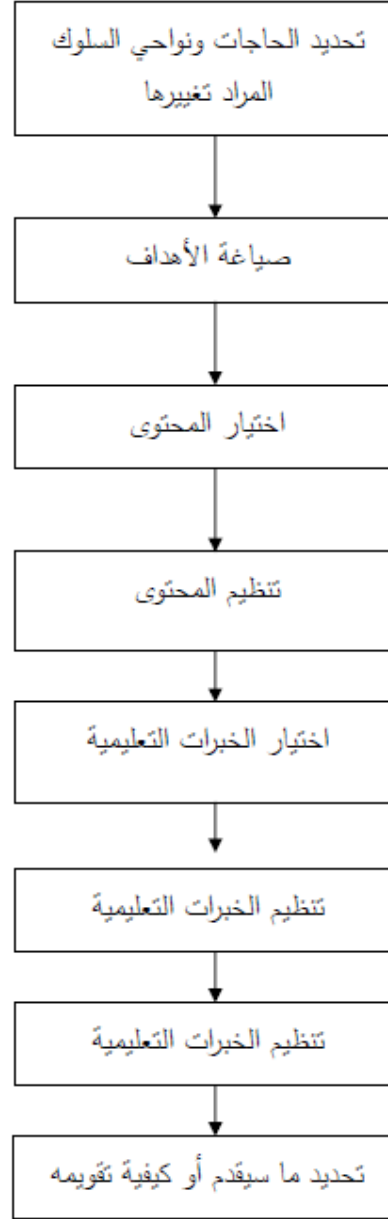 تحديد الحاجات ونواحي السلوك
المراد تغييرها
صياغة الأهداف
اختيار المحتوى
تنظيم المحتوى
اختيار الخبرات التعليمية
تنظيم الخبرات التعليمية
تنظيم الخبرات التعليمية
تحديد ما سيقدم أو كيفية تقويمه